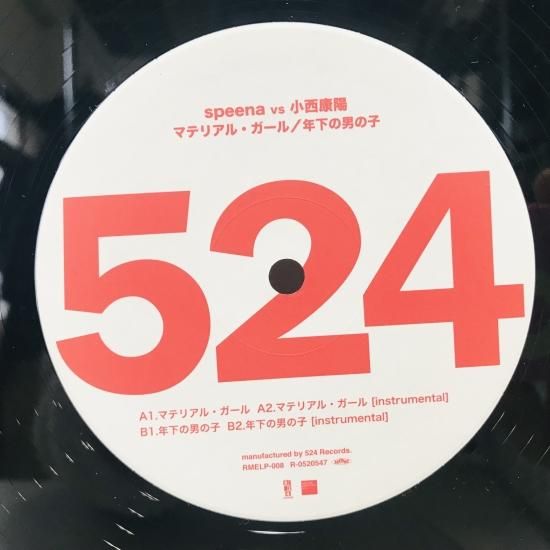 speena vs 小西康陽
マテリアル・ガール／年下の男の子
524
A1.マテリアル・ガール A2.マテリアル・ガール [instrumental]
B1.年下の男の子 B2.年下の男の子 [instrumental]
manufactured by 524 Records.
RMELP-008 R-0520547